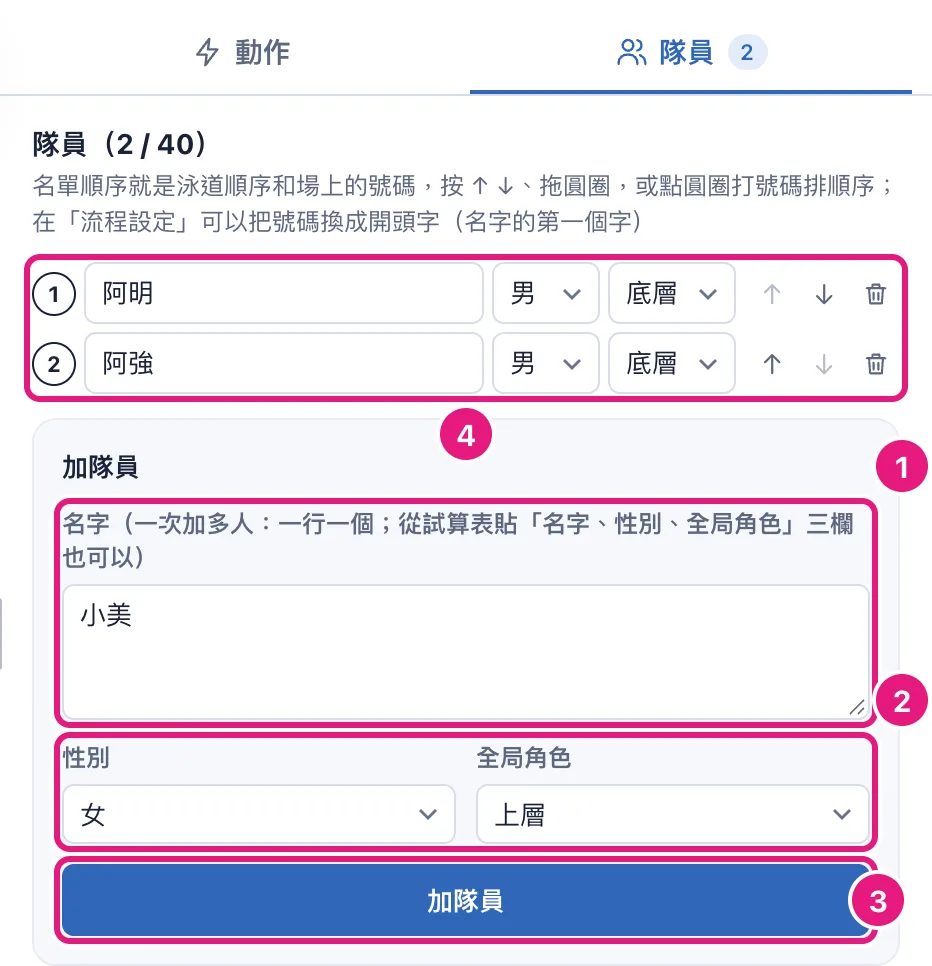 動作
隊員 2
隊員（2 / 40）
名單順序就是泳道順序和場上的號碼，按 ↑ ↓、拖圓圈，或點圓圈打號碼排順序；
在「流程設定」可以把號碼換成開頭字（名字的第一個字）
1 阿明 男 底層 ↑ ↓
2 阿強 男 底層 ↑ ↓
4
加隊員
1
名字（一次加多人：一行一個；從試算表貼「名字、性別、全局角色」三欄
也可以）
小美
2
性別 全局角色
女 上層
加隊員
3